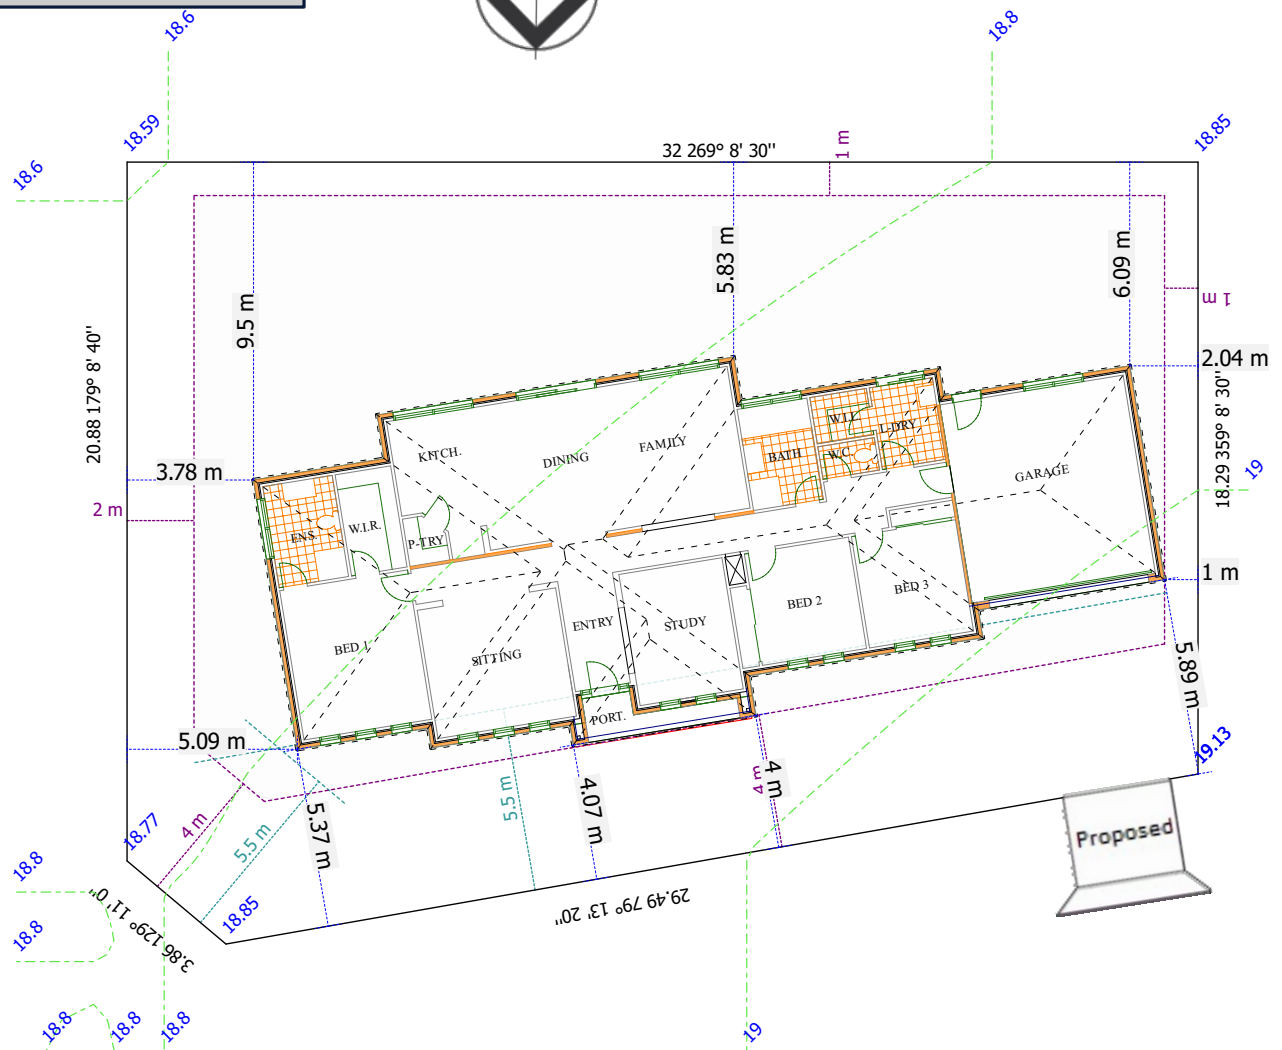 18.6
18.8
18.59
18.85
32 269° 8' 30''
1 m
18.6
5.83 m
6.09 m
9.5 m
1 m
20.88 179° 8' 40''
2.04 m
18.29 359° 8' 30''
3.78 m
2 m
KITCH.
DINING
FAMILY
BATH
W.I.L.
W.C.
L-DRY
GARAGE
19
ENS.
W.I.R.
P-TRY
1 m
BED 1
SITTING
ENTRY
STUDY
BED 2
BED 3
PORT.
5.09 m
5.89 m
19.13
4 m
5.5 m
5.37 m
5.5 m
4.07 m
4 m
4 m
18.77
Proposed
18.8
3.86 129° 11' 0''
18.85
29.49 79° 13' 20''
18.8
18.8
18.8
18.8
19